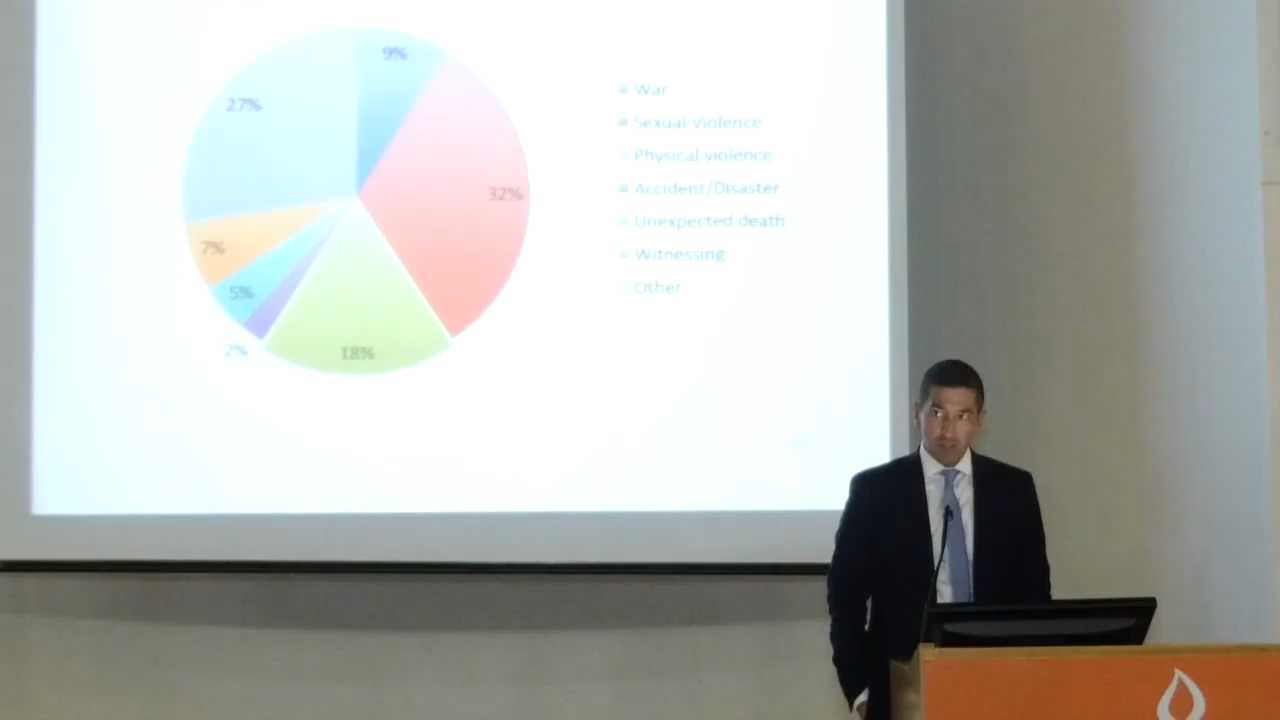 9%
27%
32%
7%
5%
2%
18%
War
Sexual Violence
Physical violence
Accident/Disaster
Unexpected death
Witnessing
Other